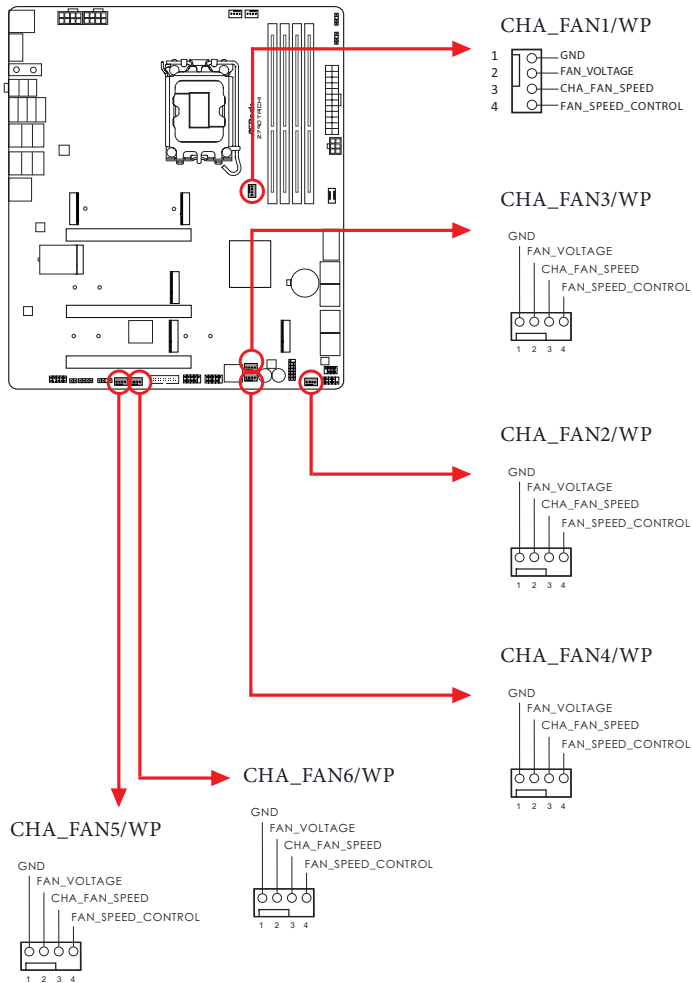 CHA_FAN1/WP
1 GND
2 FAN_VOLTAGE
3 CHA_FAN_SPEED
4 FAN_SPEED_CONTROL
Z790 TAICHI
CHA_FAN3/WP
GND
FAN_VOLTAGE
CHA_FAN_SPEED
FAN_SPEED_CONTROL
1 2 3 4
CHA_FAN2/WP
GND
FAN_VOLTAGE
CHA_FAN_SPEED
FAN_SPEED_CONTROL
1 2 3 4
CHA_FAN4/WP
GND
FAN_VOLTAGE
CHA_FAN_SPEED
FAN_SPEED_CONTROL
1 2 3 4
CHA_FAN6/WP
GND
FAN_VOLTAGE
CHA_FAN_SPEED
FAN_SPEED_CONTROL
1 2 3 4
CHA_FAN5/WP
GND
FAN_VOLTAGE
CHA_FAN_SPEED
FAN_SPEED_CONTROL
1 2 3 4